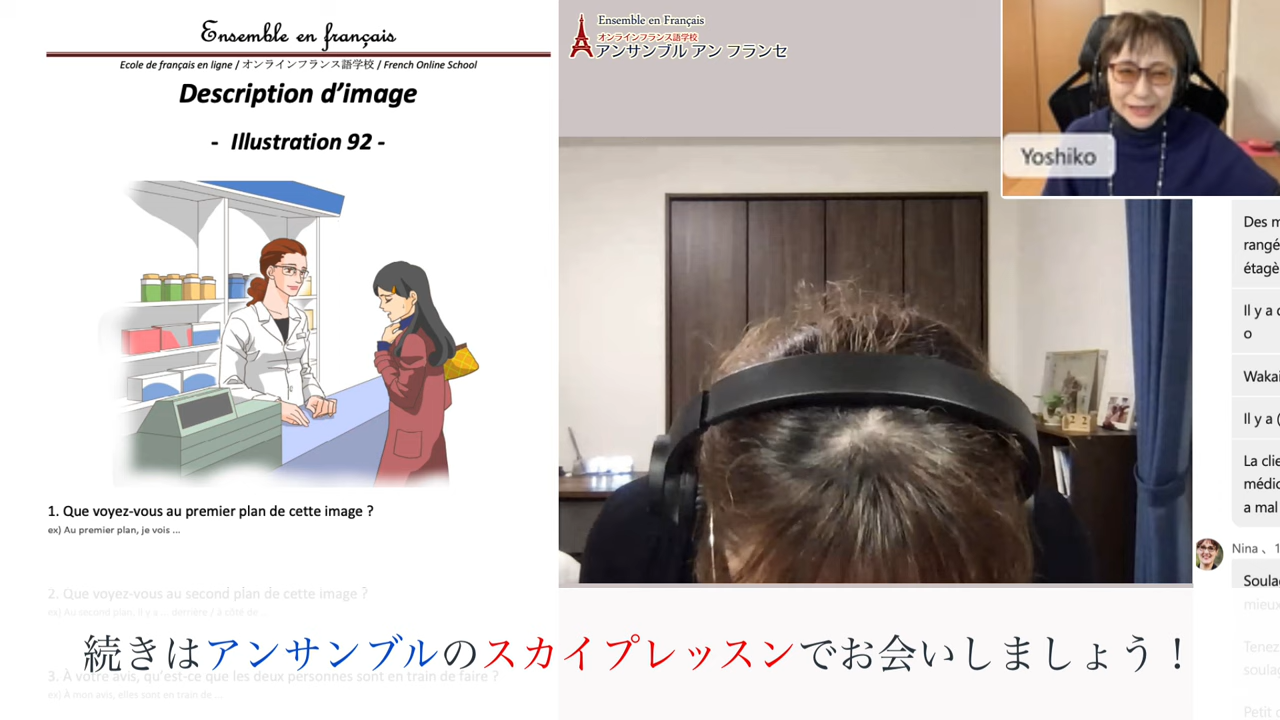 Ensemble en français
Ecole de français en ligne / オンラインフランス語学校 / French Online School
Description d’image
- Illustration 92 -
1. Que voyez-vous au premier plan de cette image ?
ex) Au premier plan, je vois ...
2. Que voyez-vous au second plan de cette image ?
ex) Au second plan, il y a ... derrière / à côté de...
3. À votre avis, qu’est-ce que les deux personnes sont en train de faire ?
ex) À mon avis, elles sont en train de ...
Ensemble en Français
オンラインフランス語学校
アンサンブル アン フランセ
Yoshiko
22
Des m
rangé
étagè
Il y a
o
Wakai
Il y a (
La clie
médic
a mal
Nina 、 1
Soula
mieux
Tenez
soulag
Petit
続きはアンサンブルのスカイプレッスンでお会いしましょう！